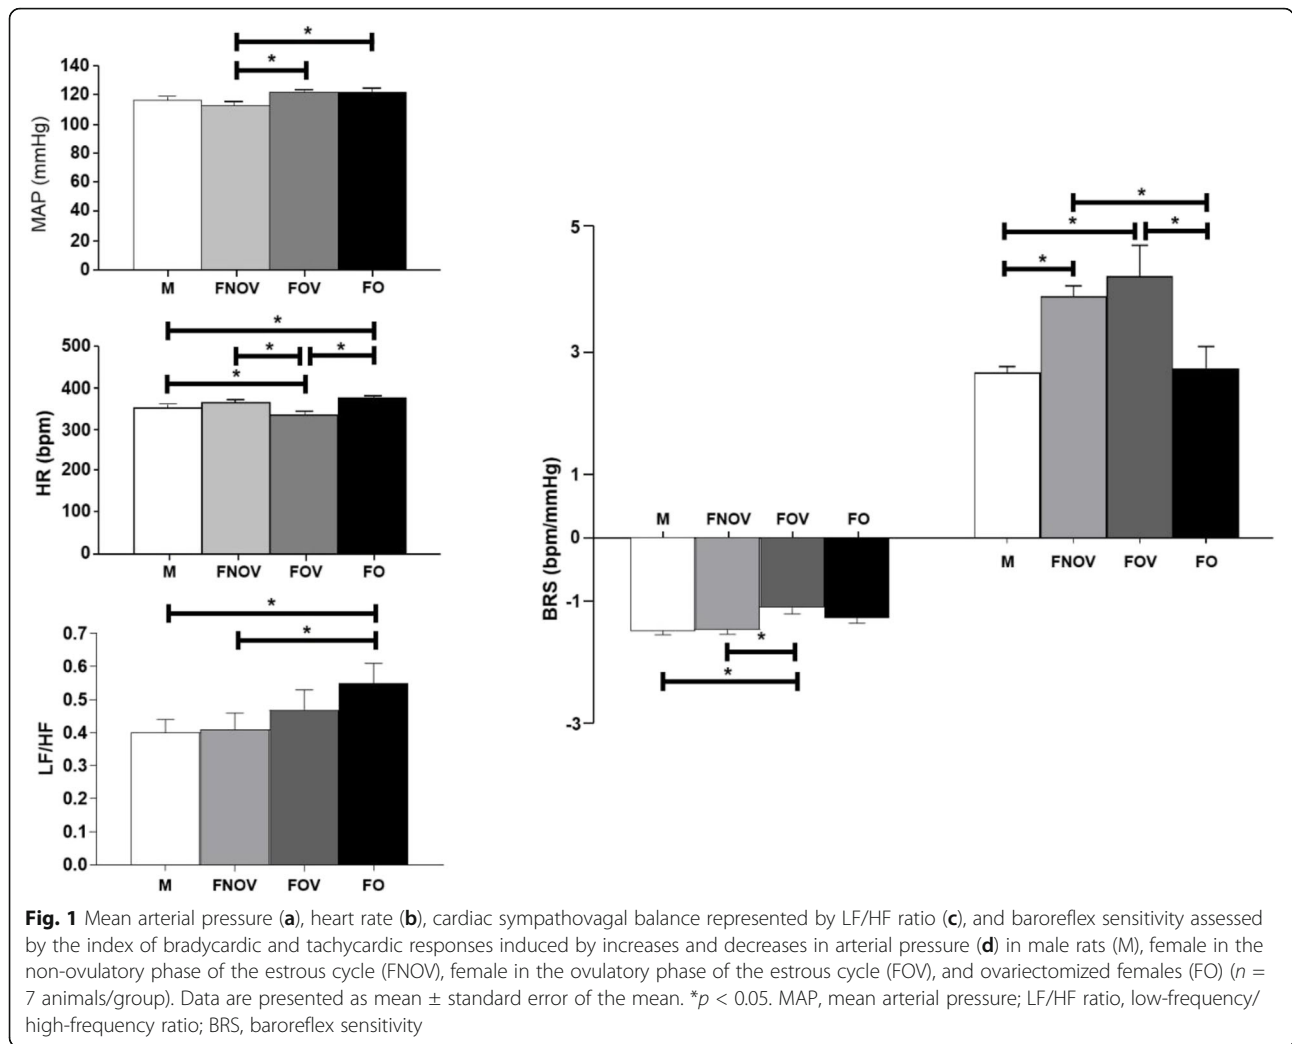 *
*
140
120
100
80
60
40
20
0
MAP (mmHg)
M FNOV FOV FO
*
* *
*
500
400
300
200
100
0
HR (bpm)
M FNOV FOV FO
*
*
0.7
0.6
0.5
0.4
0.3
0.2
0.1
0.0
LF/HF
M FNOV FOV FO
*
* *
*
5
3
1
0
-1
-3
BRS (bpm/mmHg)
M FNOV FOV FO
M FNOV FOV FO
*
*
Fig. 1 Mean arterial pressure (a), heart rate (b), cardiac sympathovagal balance represented by LF/HF ratio (c), and baroreflex sensitivity assessed
by the index of bradycardic and tachycardic responses induced by increases and decreases in arterial pressure (d) in male rats (M), female in the
non-ovulatory phase of the estrous cycle (FNOV), female in the ovulatory phase of the estrous cycle (FOV), and ovariectomized females (FO) (n =
7 animals/group). Data are presented as mean ± standard error of the mean. *p < 0.05. MAP, mean arterial pressure; LF/HF ratio, low-frequency/
high-frequency ratio; BRS, baroreflex sensitivity